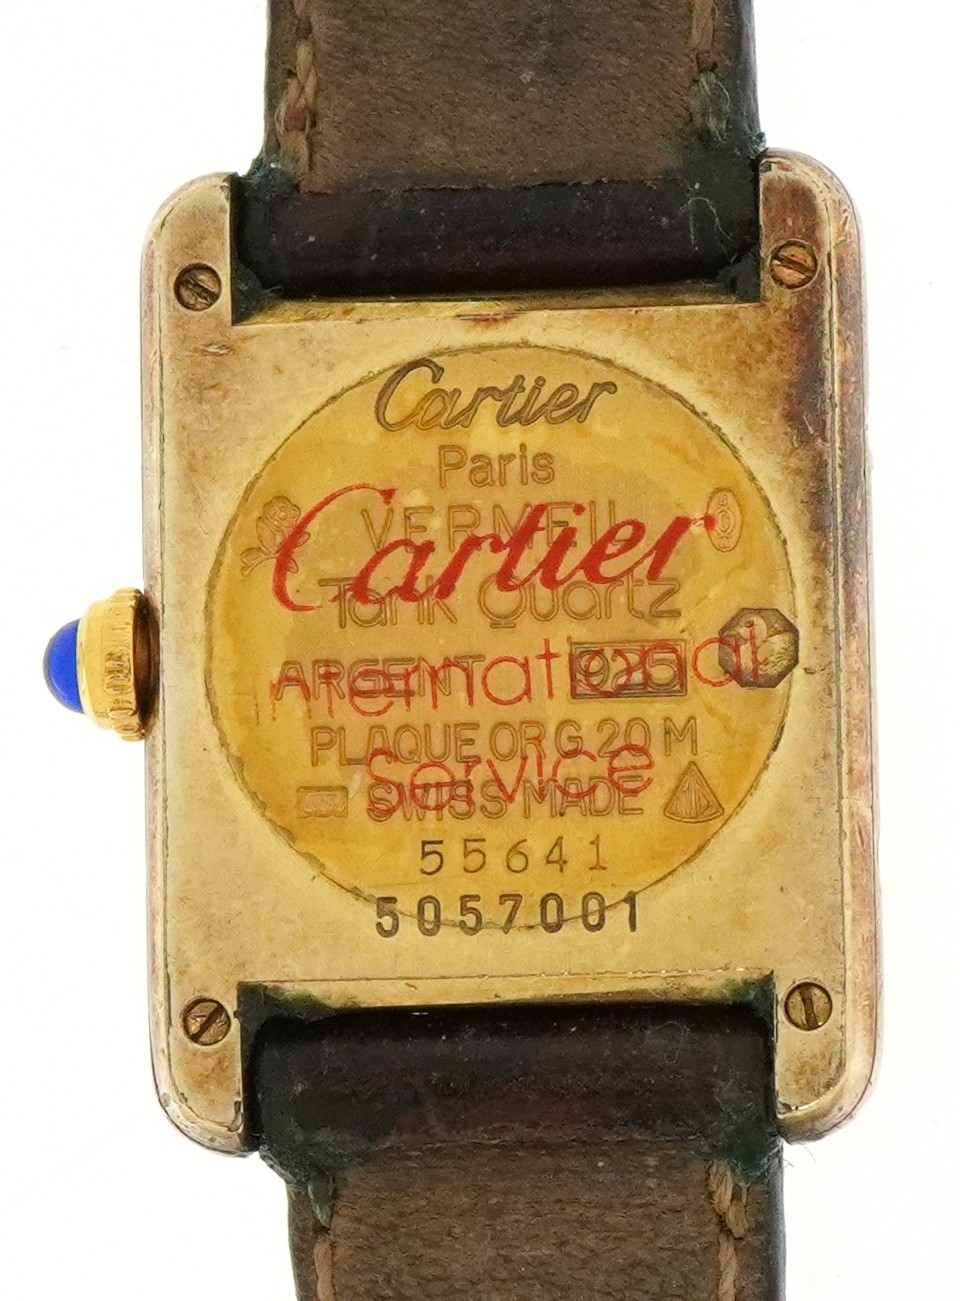 Cartier
Paris
VERMEIL
Cartier
Tank Quartz
International
ARGENT 925
PLAQUE OR G 20 M
Service
SWISS MADE
55641
5057001